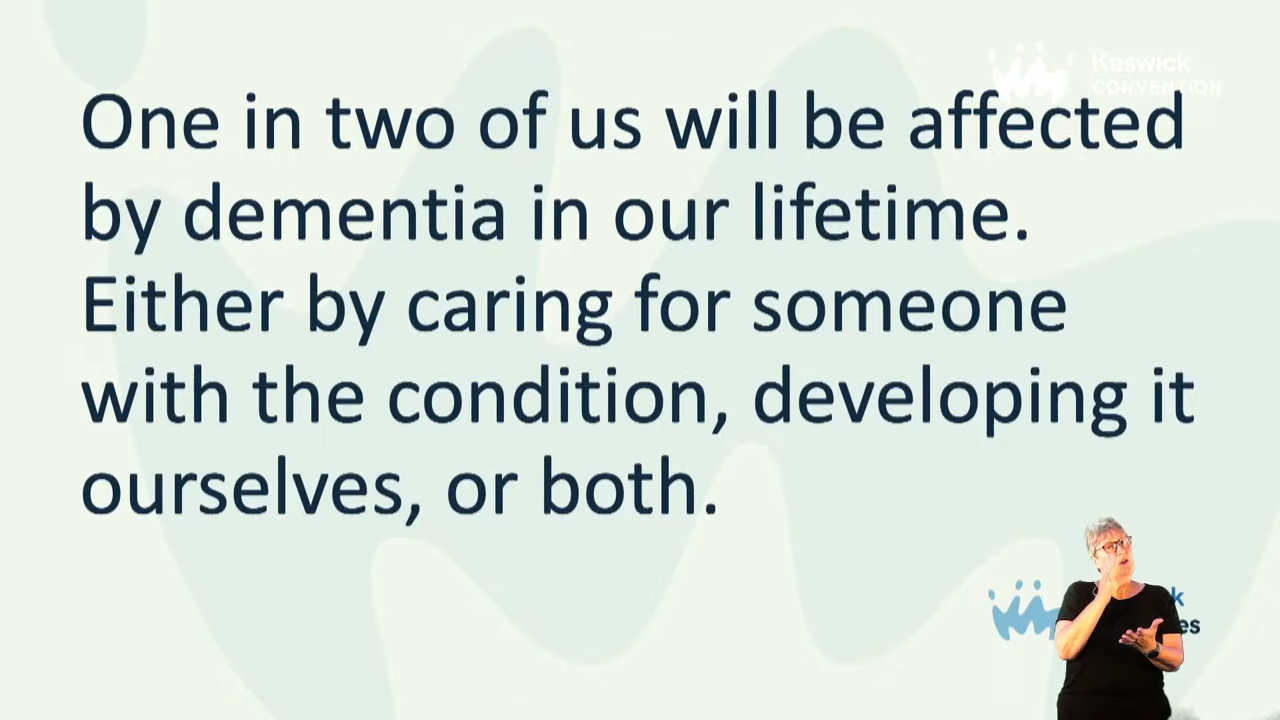 Keswick
CONVENTION
One in two of us will be affected
by dementia in our lifetime.
Either by caring for someone
with the condition, developing it
ourselves, or both.